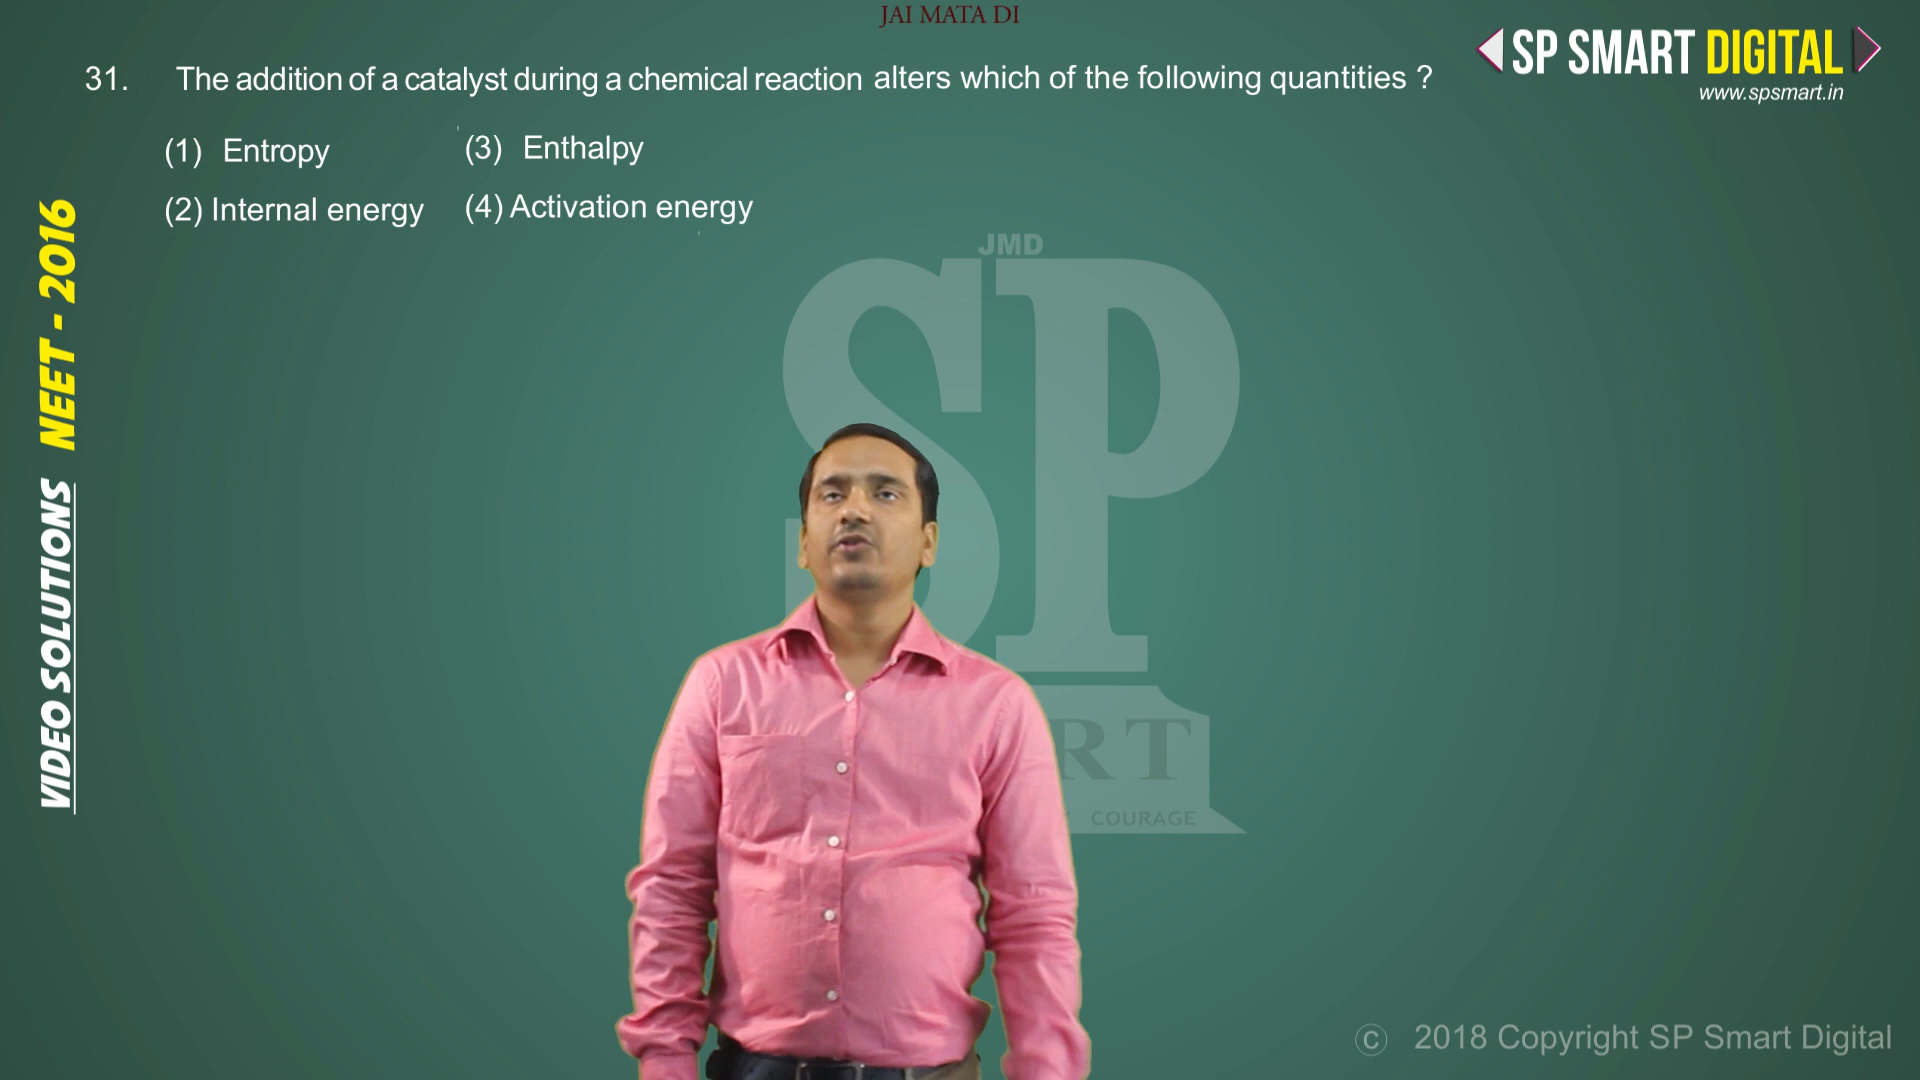 JAI MATA DI
SP SMART DIGITAL
www.spsmart.in
31. The addition of a catalyst during a chemical reaction alters which of the following quantities ?
(1) Entropy (3) Enthalpy
(2) Internal energy (4) Activation energy
VIDEO SOLUTIONS NEET - 2016
JMD
SP
RT
COURAGE
© 2018 Copyright SP Smart Digital